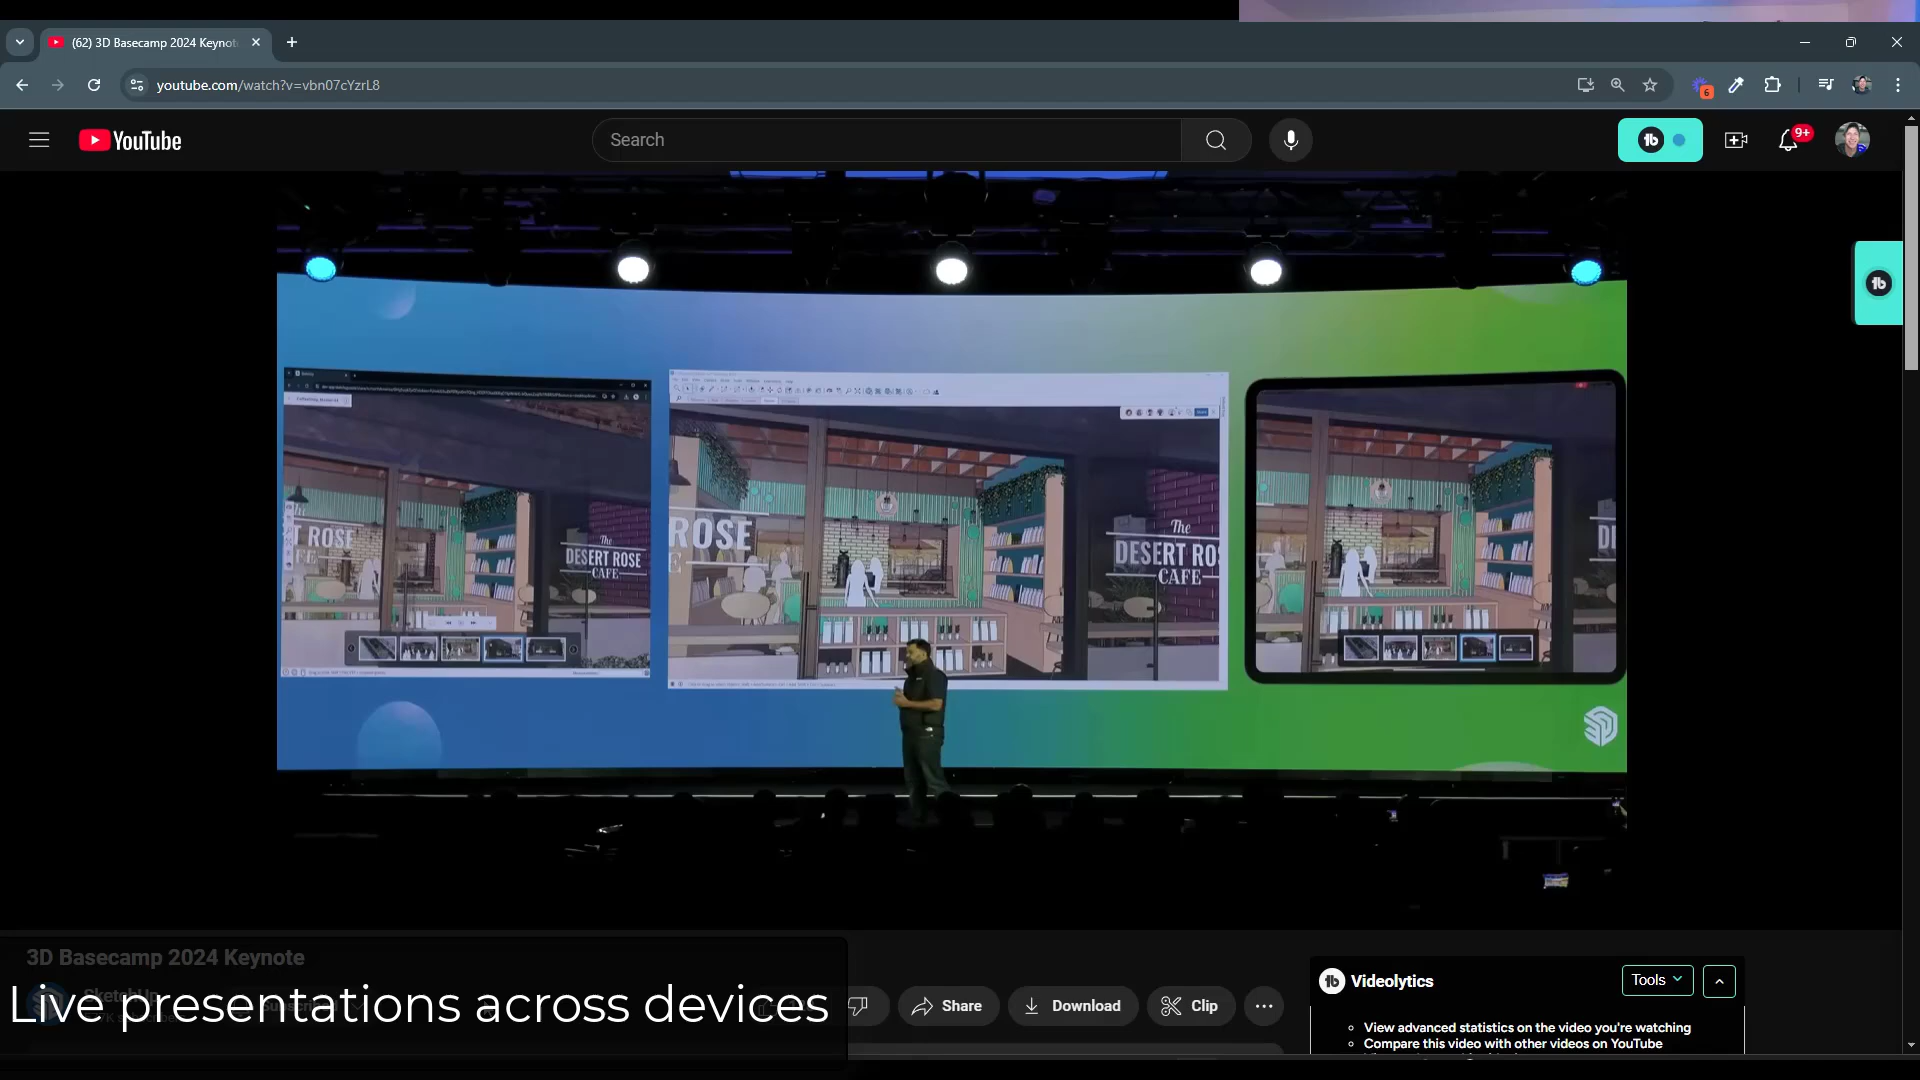 (62) 3D Basecamp 2024 Keynot
youtube.com/watch?v=vbn07cYzrL8
6
YouTube
Search
9+
ROSE
The
DESERT ROSE
CAFE
ROSE
The
DESERT RO
CAFE
3D Basecamp 2024 Keynote
SketchUp
Live presentations across devices
Share
Download
Clip
Videolytics
Tools
View advanced statistics on the video you're watching
Compare this video with other videos on YouTube